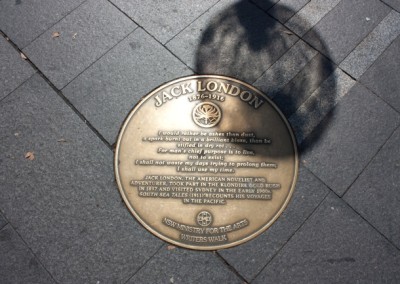 JACK LONDON
1876-1916
I would rather be ashes than dust,
a spark burnt out in a brilliant blaze, than be
stifled in dry rot.
For man's chief purpose is to live,
not to exist:
I shall not waste my days trying to prolong them;
I shall use my time.
JACK LONDON, THE AMERICAN NOVELIST AND
ADVENTURER, TOOK PART IN THE KLONDIKE GOLD RUSH
IN 1897 AND VISITED SYDNEY IN THE EARLY 1900s.
SOUTH SEA TALES (1911) RECOUNTS HIS VOYAGES
IN THE PACIFIC.
NSW MINISTRY FOR THE ARTS
WRITERS WALK